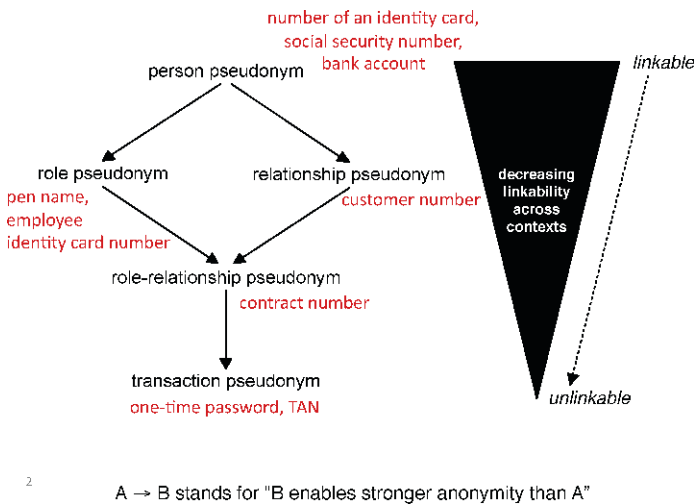 number of an identity card,
social security number,
bank account
person pseudonym
linkable
role pseudonym
relationship pseudonym
decreasing
linkability
across
contexts
pen name,
employee
identity card number
customer number
role-relationship pseudonym
contract number
transaction pseudonym
one-time password, TAN
unlinkable
2
A → B stands for "B enables stronger anonymity than A"